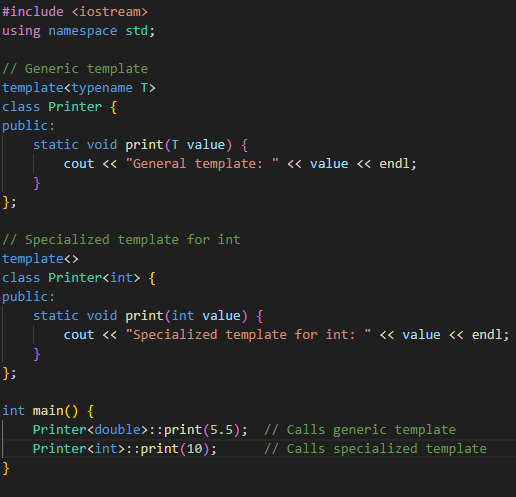 #include <iostream>
using namespace std;
// Generic template
template<typename T>
class Printer {
public:
    static void print(T value) {
        cout << "General template: " << value << endl;
    }
};
// Specialized template for int
template<>
class Printer<int> {
public:
    static void print(int value) {
        cout << "Specialized template for int: " << value << endl;
    }
};
int main() {
    Printer<double>::print(5.5);  // Calls generic template
    Printer<int>::print(10);      // Calls specialized template
}